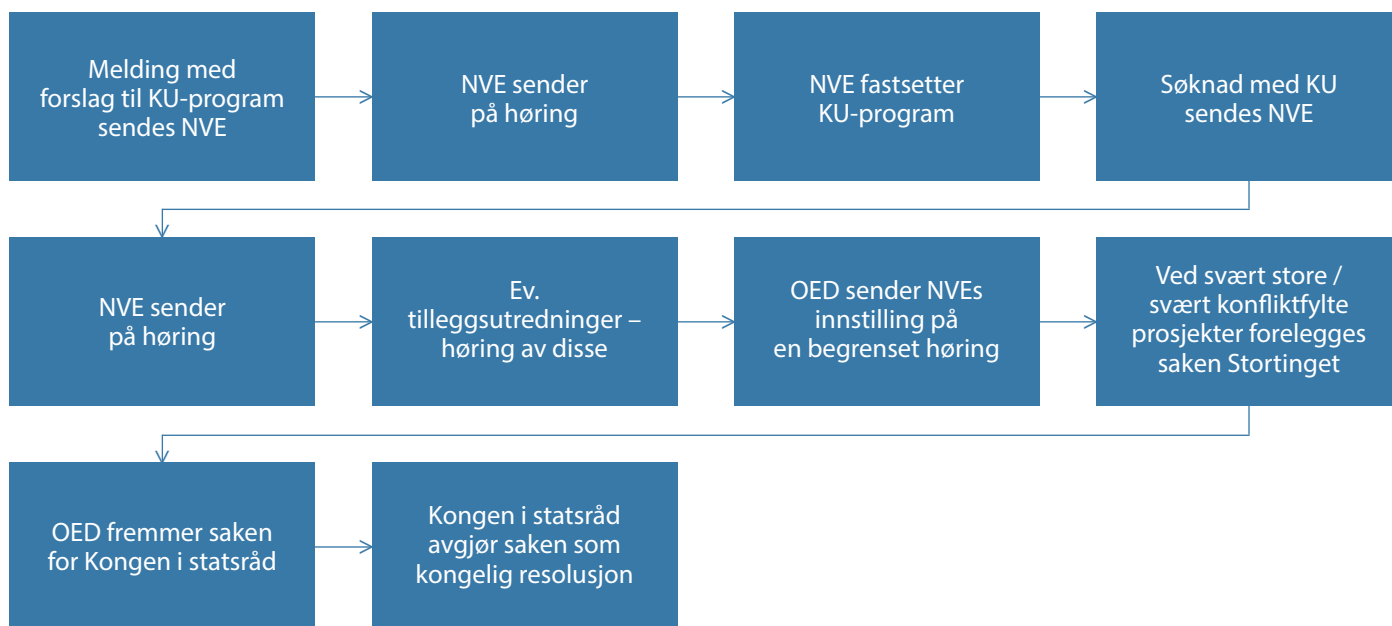 Melding med
forslag til KU-program
sendes NVE
NVE sender
på høring
NVE fastsetter
KU-program
Søknad med KU
sendes NVE
NVE sender
på høring
Ev.
tilleggsutredninger –
høring av disse
OED sender NVEs
innstilling på
en begrenset høring
Ved svært store /
svært konfliktfylte
prosjekter forelegges
saken Stortinget
OED fremmer saken
for Kongen i statsråd
Kongen i statsråd
avgjør saken som
kongelig resolusjon